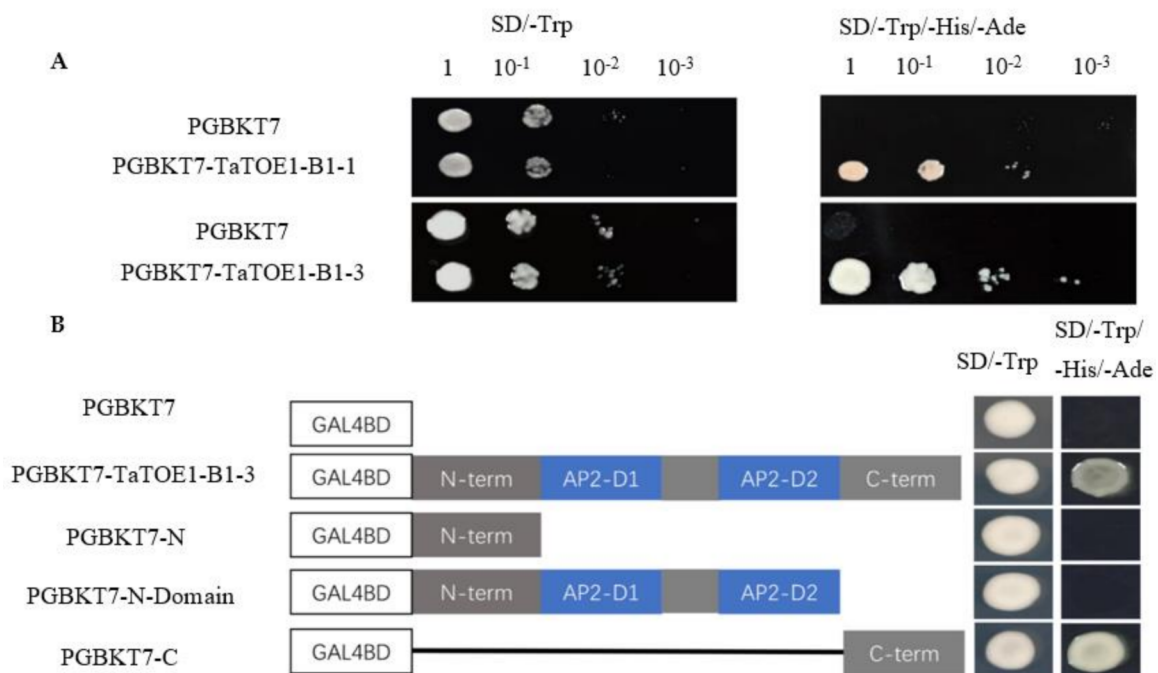 SD/-Trp
SD/-Trp/-His/-Ade
A
1 10-1 10-2 10-3
1 10-1 10-2 10-3
PGBKT7
PGBKT7-TaTOE1-B1-1
PGBKT7
PGBKT7-TaTOE1-B1-3
B
SD/-Trp
SD/-Trp/
-His/-Ade
PGBKT7
GAL4BD
PGBKT7-TaTOE1-B1-3
GAL4BD N-term AP2-D1 AP2-D2 C-term
PGBKT7-N
GAL4BD N-term
PGBKT7-N-Domain
GAL4BD N-term AP2-D1 AP2-D2
PGBKT7-C
GAL4BD C-term